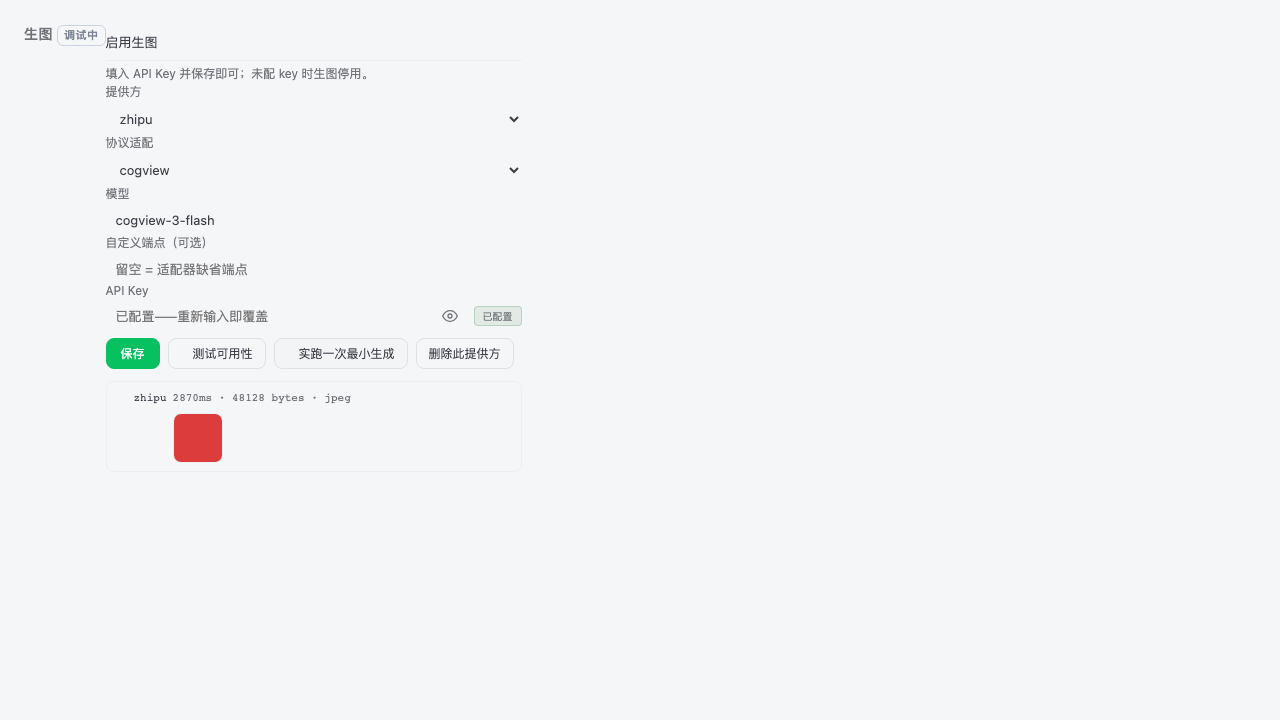 生图 调试中
启用生图
填入 API Key 并保存即可；未配 key 时生图停用。
提供方
zhipu
协议适配
cogview
模型
cogview-3-flash
自定义端点（可选）
留空 = 适配器缺省端点
API Key
已配置——重新输入即覆盖 已配置
保存 测试可用性 实跑一次最小生成 删除此提供方
zhipu 2870ms · 48128 bytes · jpeg